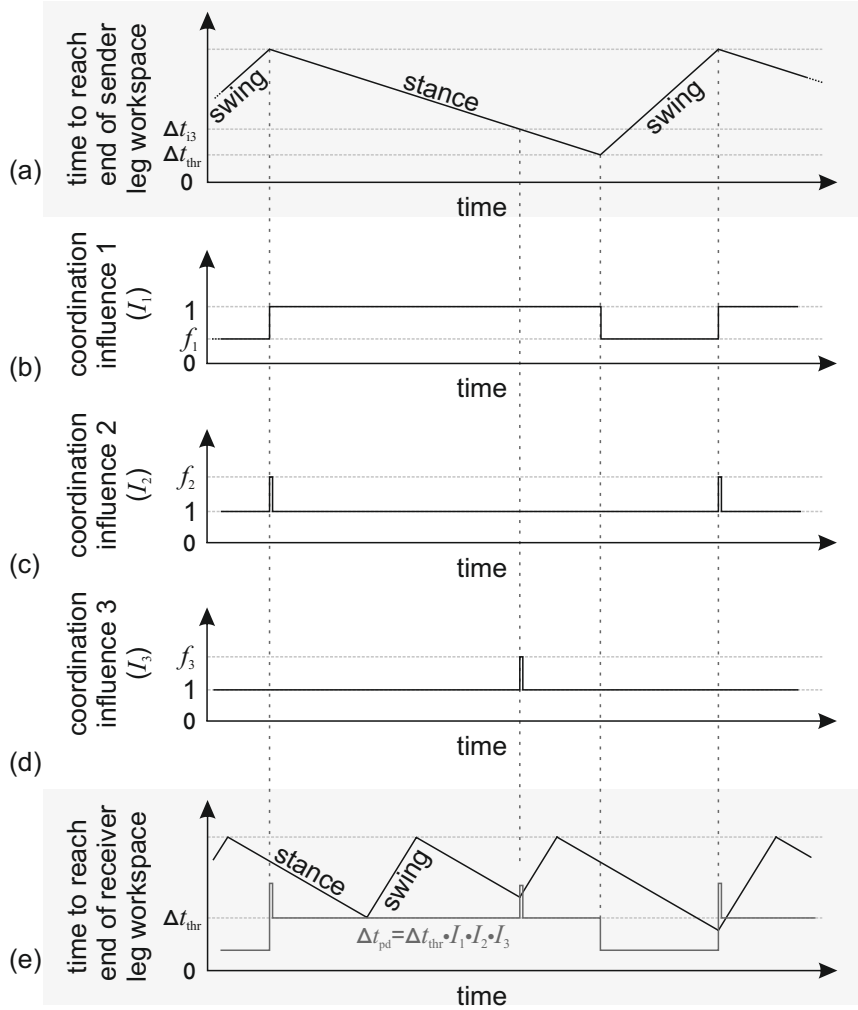 (a)
time to reach
end of sender
leg workspace
swing
stance
swing
Δt_i3
Δt_thr
0
time
(b)
coordination
influence 1
(I_1)
1
f_1
0
time
(c)
coordination
influence 2
(I_2)
f_2
1
0
time
(d)
coordination
influence 3
(I_3)
f_3
1
0
time
(e)
time to reach
end of receiver
leg workspace
stance
swing
Δt_thr
Δt_pd=Δt_thr•I_1•I_2•I_3
0
time